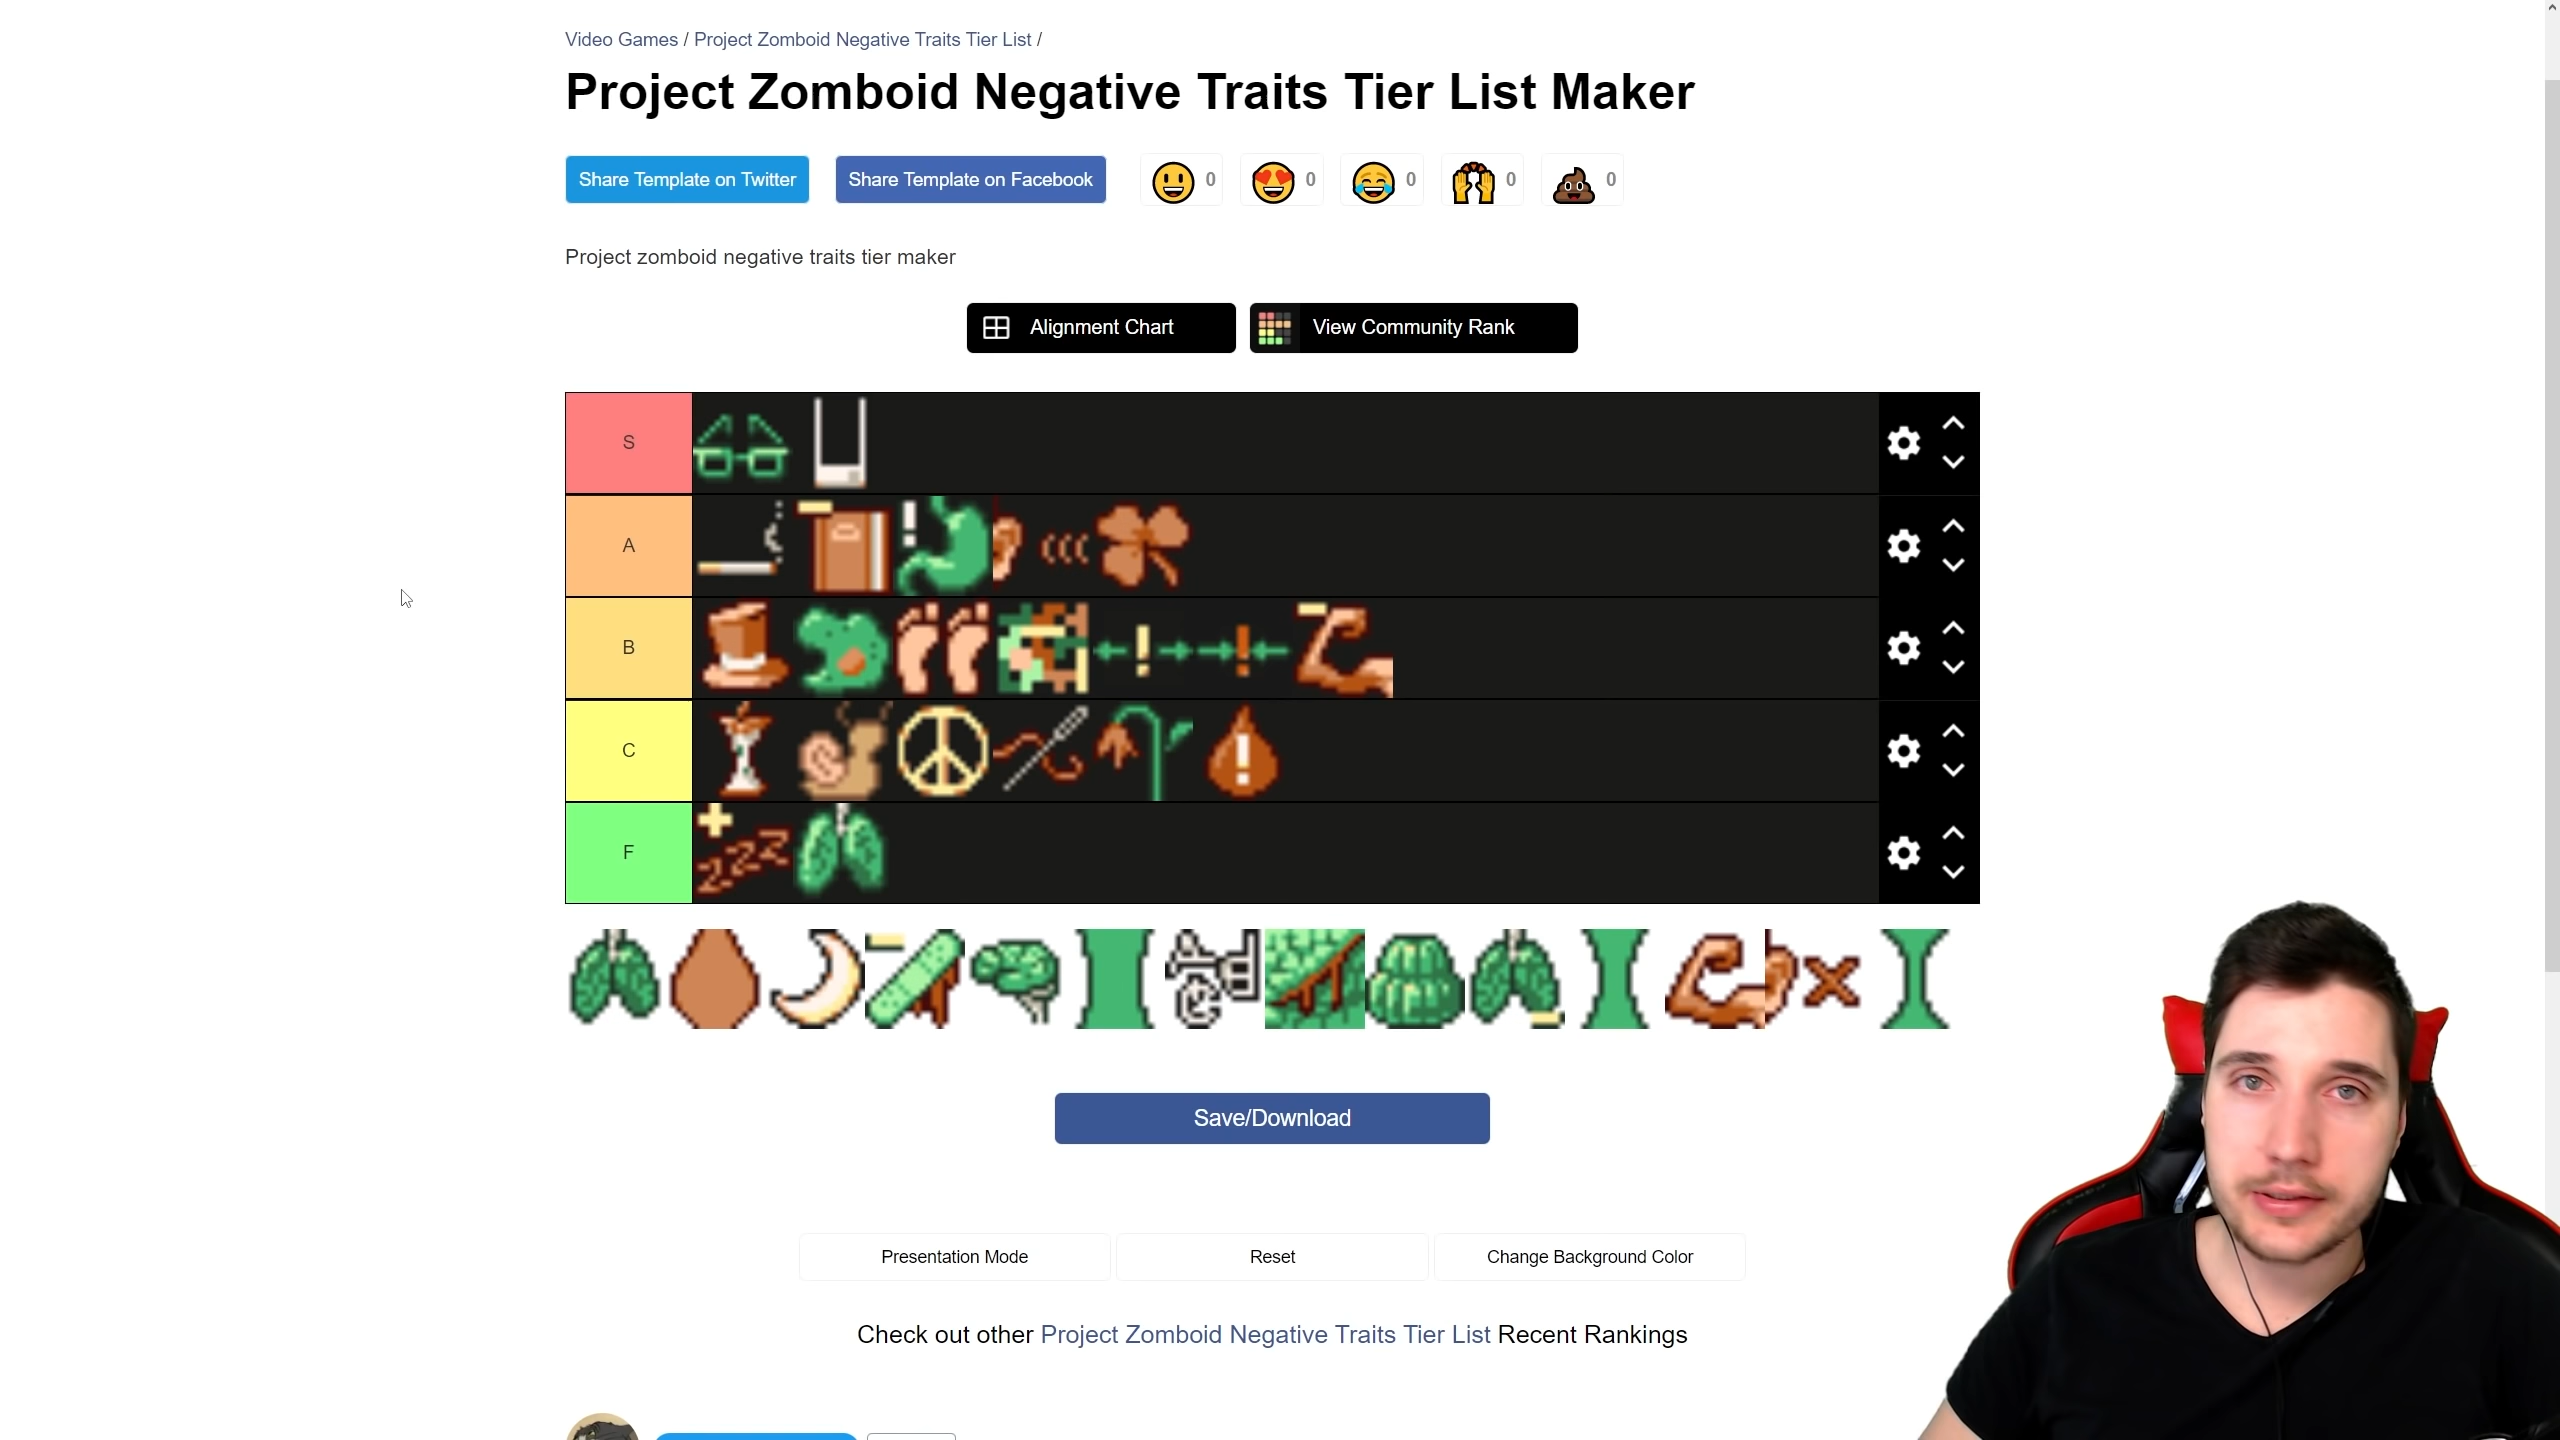 Video Games / Project Zomboid Negative Traits Tier List /
Project Zomboid Negative Traits Tier List Maker
Share Template on Twitter
Share Template on Facebook
0
0
0
0
0
Project zomboid negative traits tier maker
Alignment Chart
View Community Rank
S
A
B
C
F
Save/Download
Presentation Mode
Reset
Change Background Color
Check out other Project Zomboid Negative Traits Tier List Recent Rankings